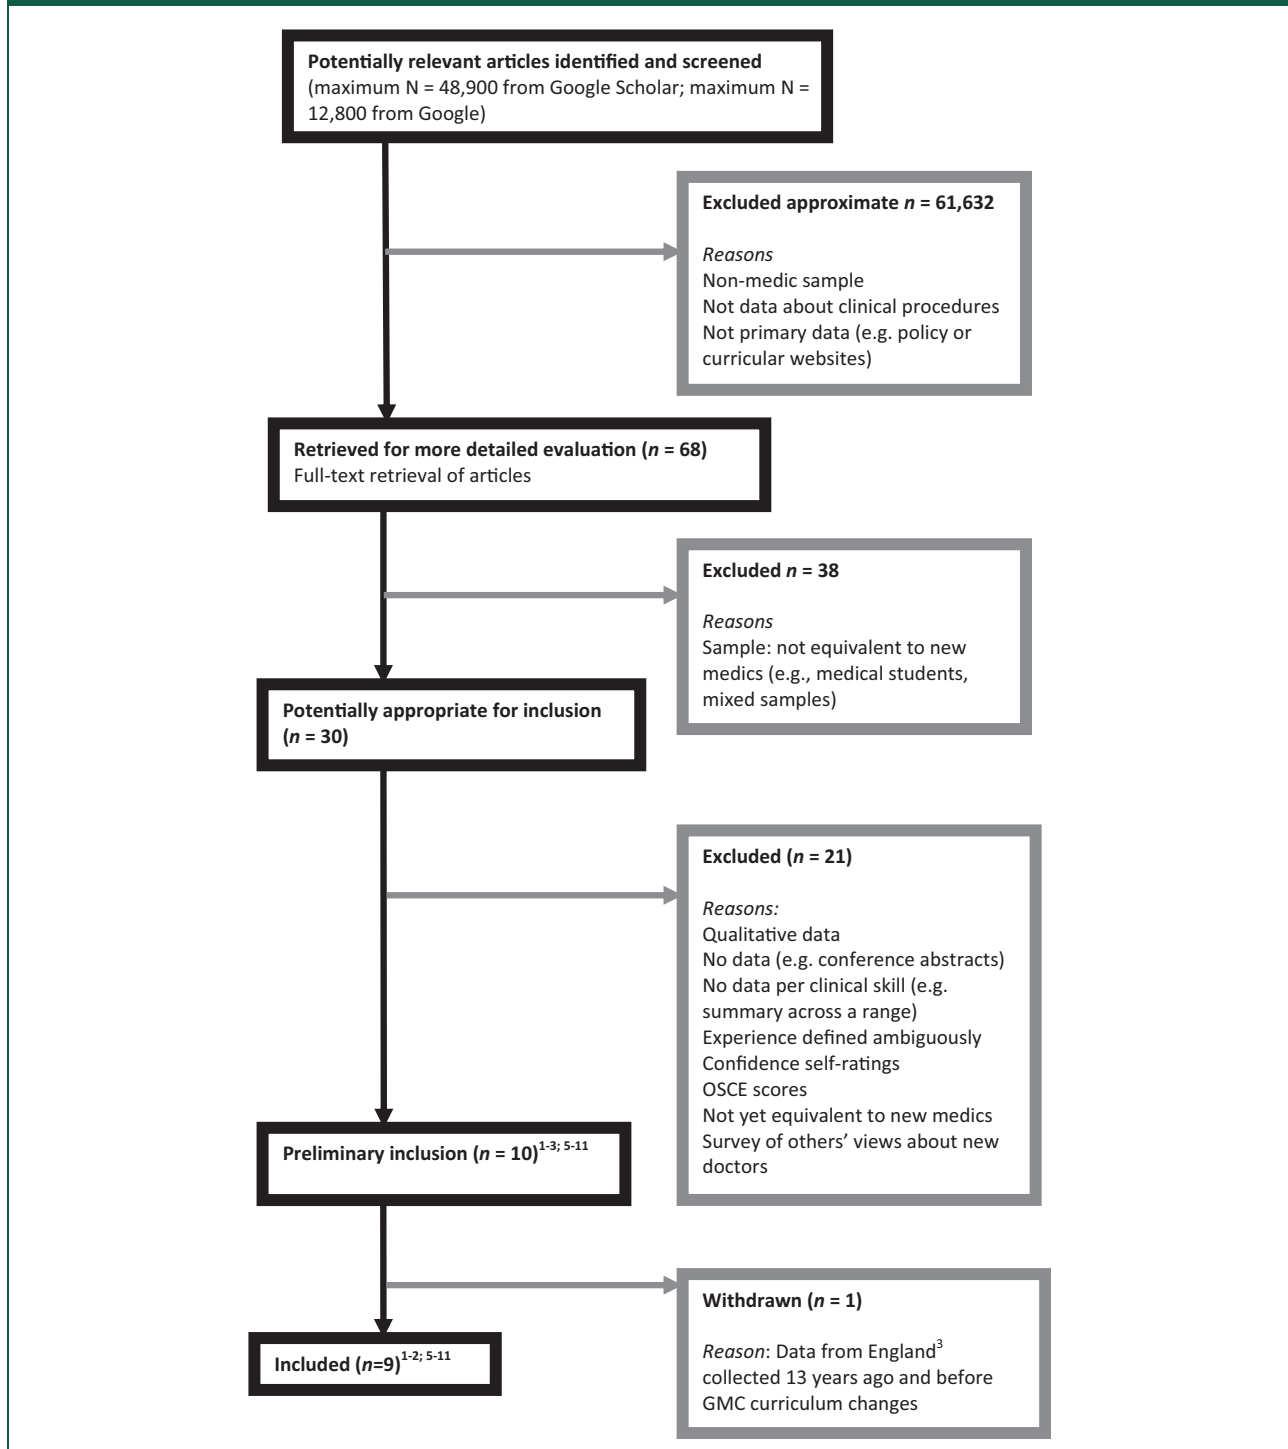 Potentially relevant articles identified and screened
(maximum N = 48,900 from Google Scholar; maximum N =
12,800 from Google)
Excluded approximate n = 61,632
Reasons
Non-medic sample
Not data about clinical procedures
Not primary data (e.g. policy or
curricular websites)
Retrieved for more detailed evaluation (n = 68)
Full-text retrieval of articles
Excluded n = 38
Reasons
Sample: not equivalent to new
medics (e.g., medical students,
mixed samples)
Potentially appropriate for inclusion
(n = 30)
Excluded (n = 21)
Reasons:
Qualitative data
No data (e.g. conference abstracts)
No data per clinical skill (e.g.
summary across a range)
Experience defined ambiguously
Confidence self-ratings
OSCE scores
Not yet equivalent to new medics
Survey of others’ views about new
doctors
Preliminary inclusion (n = 10)1-3; 5-11
Withdrawn (n = 1)
Reason: Data from England3
collected 13 years ago and before
GMC curriculum changes
Included (n=9)1-2; 5-11